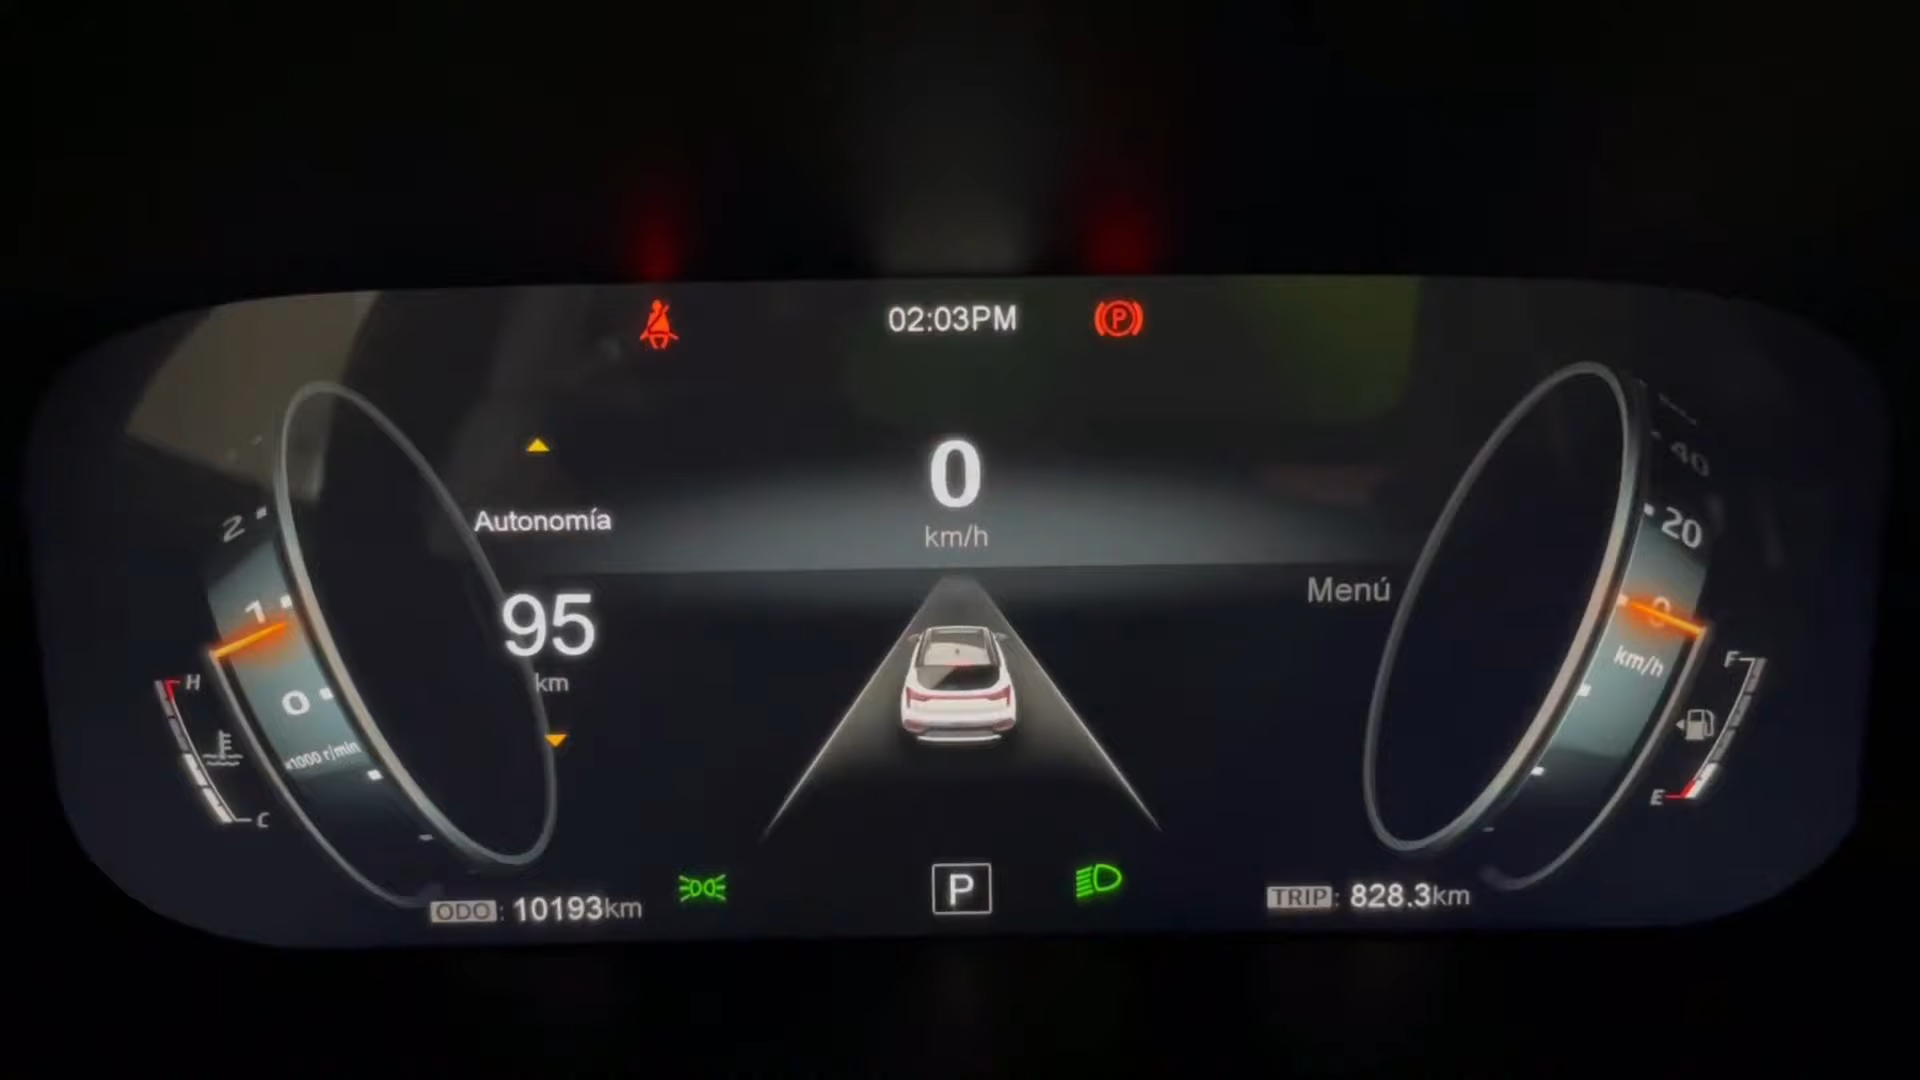 02:03PM
P
Autonomía
95
km
0
km/h
Menú
2
1
0
x1000 r/min
H
C
40
20
0
km/h
F
E
ODO: 10193km
P
TRIP: 828.3km